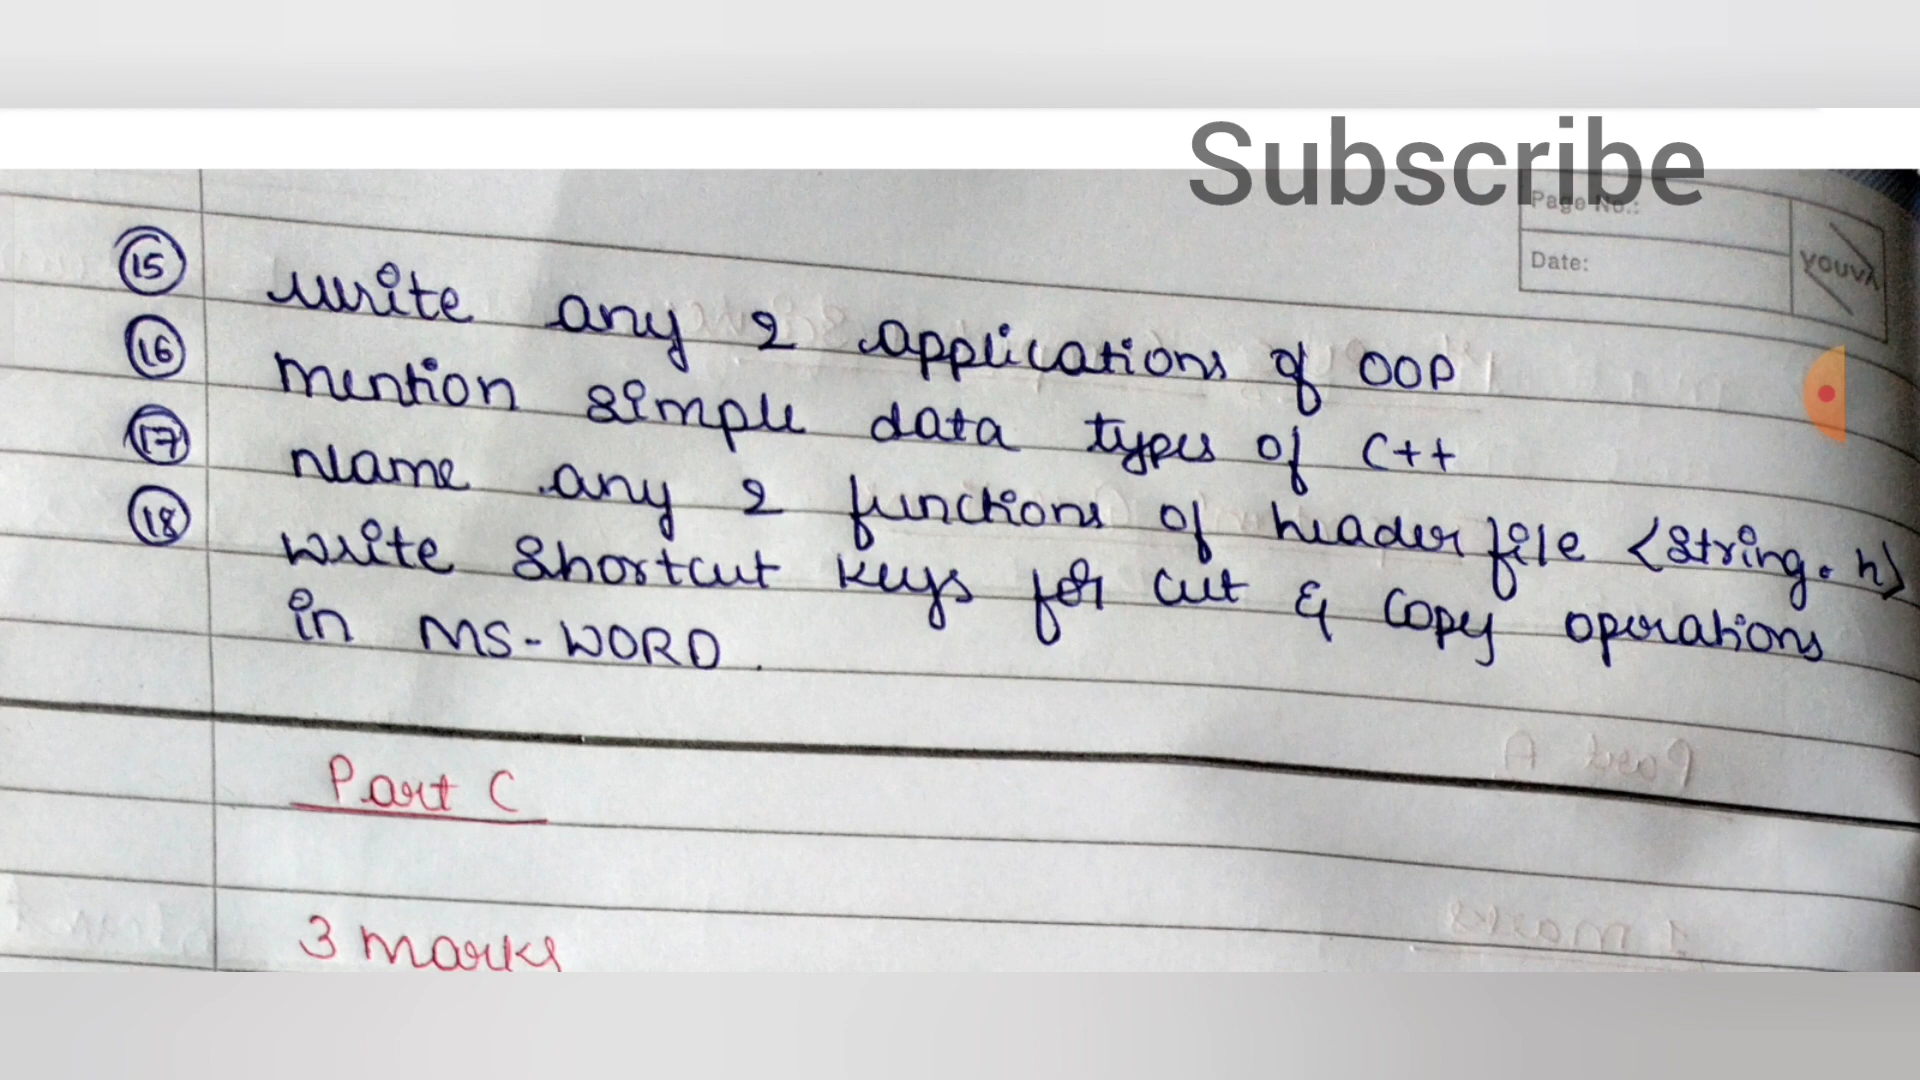 Subscribe
Page No.:
Date:
YOUVA
15 write any 2 applications of OOP
16 mention simple data types of C++
17 Name any 2 functions of header file <string.h>
18 write shortcut keys for cut & copy operations
in MS-WORD.
Part C
3 marks